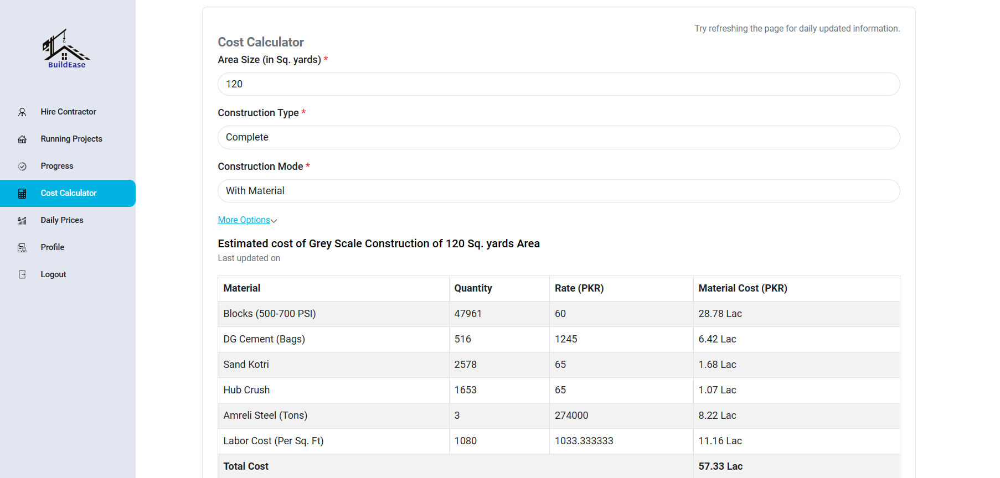 BuildEase
Hire Contractor
Running Projects
Progress
Cost Calculator
Daily Prices
Profile
Logout
Try refreshing the page for daily updated information.
Cost Calculator
Area Size (in Sq. yards) *
120
Construction Type *
Complete
Construction Mode *
With Material
More Options
Estimated cost of Grey Scale Construction of 120 Sq. yards Area
Last updated on
Material Quantity Rate (PKR) Material Cost (PKR)
Blocks (500-700 PSI) 47961 60 28.78 Lac
DG Cement (Bags) 516 1245 6.42 Lac
Sand Kotri 2578 65 1.68 Lac
Hub Crush 1653 65 1.07 Lac
Amreli Steel (Tons) 3 274000 8.22 Lac
Labor Cost (Per Sq. Ft) 1080 1033.333333 11.16 Lac
Total Cost 57.33 Lac